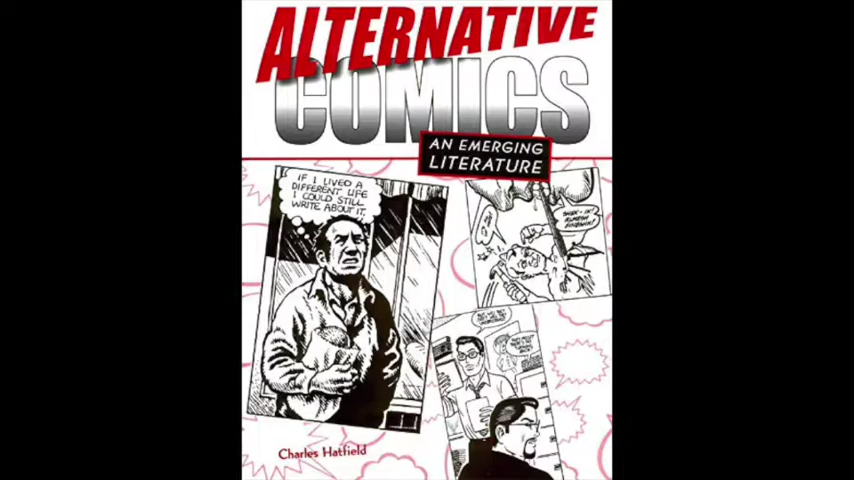 ALTERNATIVE
COMICS
AN EMERGING
LITERATURE
IF I LIVED A
DIFFERENT LIFE
I COULD STILL
WRITE ABOUT IT.
Charles Hatfield